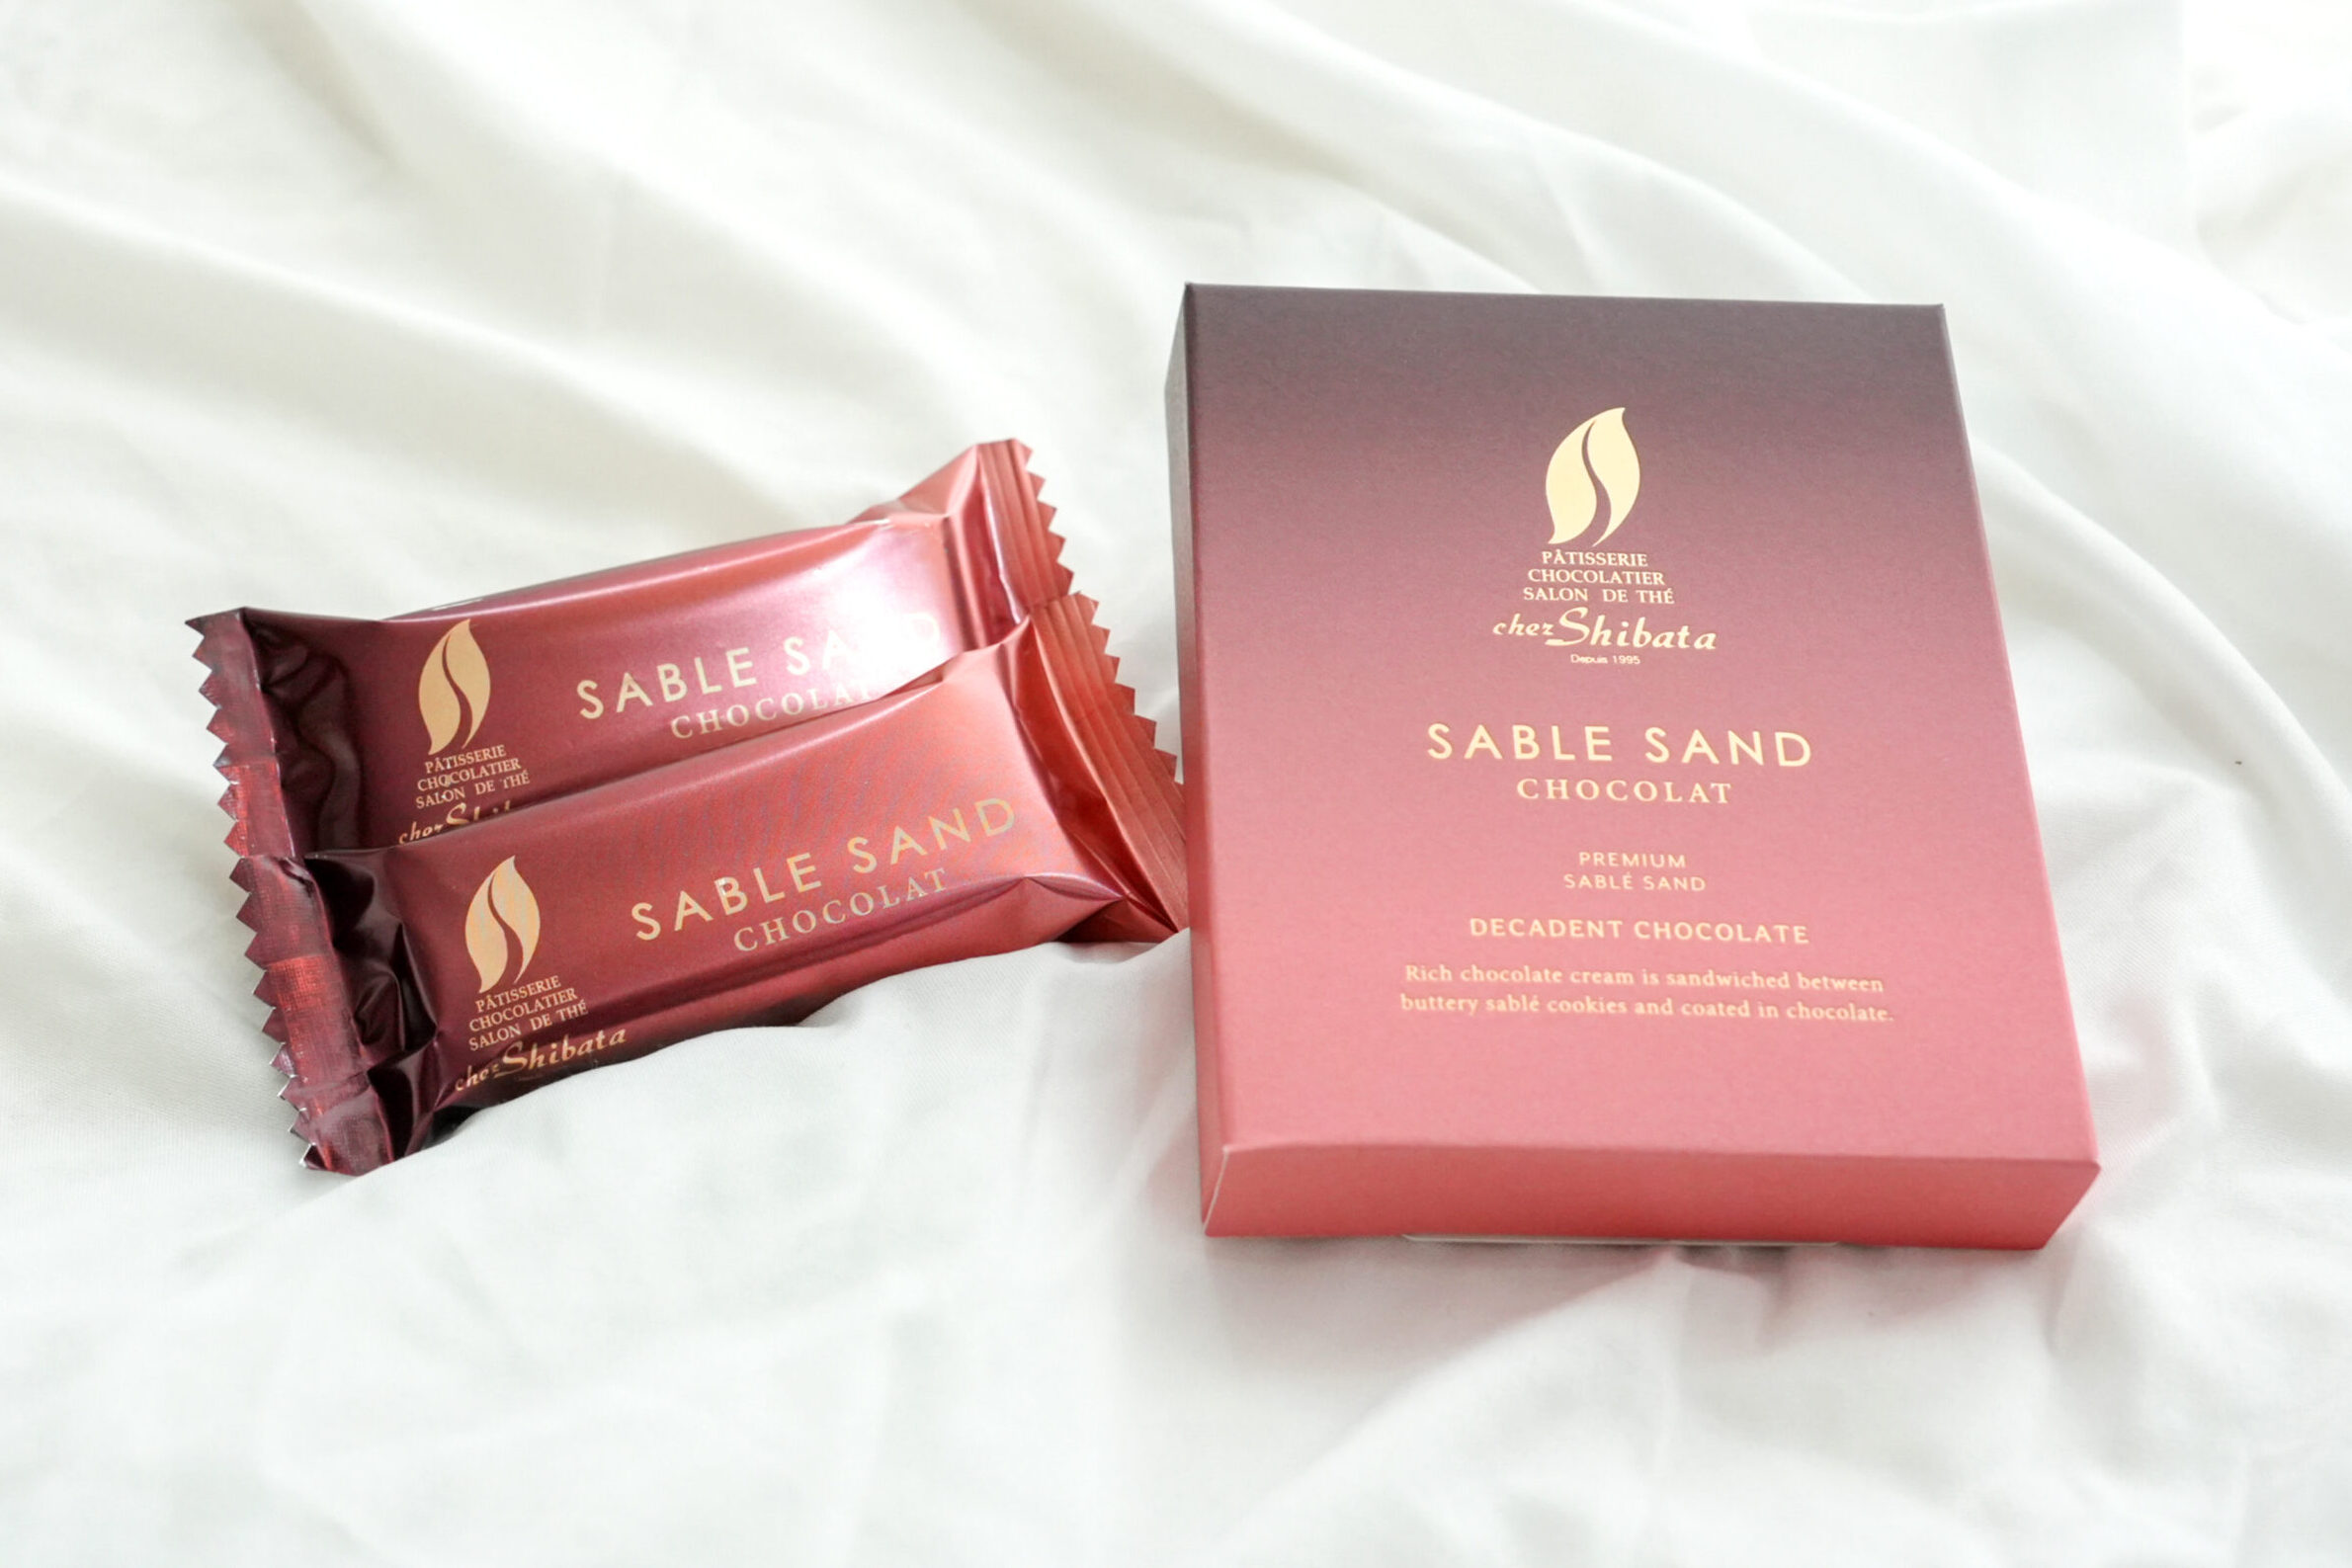 PÂTISSERIE
CHOCOLATIER
SALON DE THÉ
chez
SABLE SAND
CHOCOLAT
PÂTISSERIE
CHOCOLATIER
SALON DE THÉ
chez Shibata
SABLE SAND
CHOCOLAT
PÂTISSERIE
CHOCOLATIER
SALON DE THÉ
chez Shibata
Depuis 1995
SABLE SAND
CHOCOLAT
PREMIUM
SABLÉ SAND
DECADENT CHOCOLATE
Rich chocolate cream is sandwiched between
buttery sablé cookies and coated in chocolate.